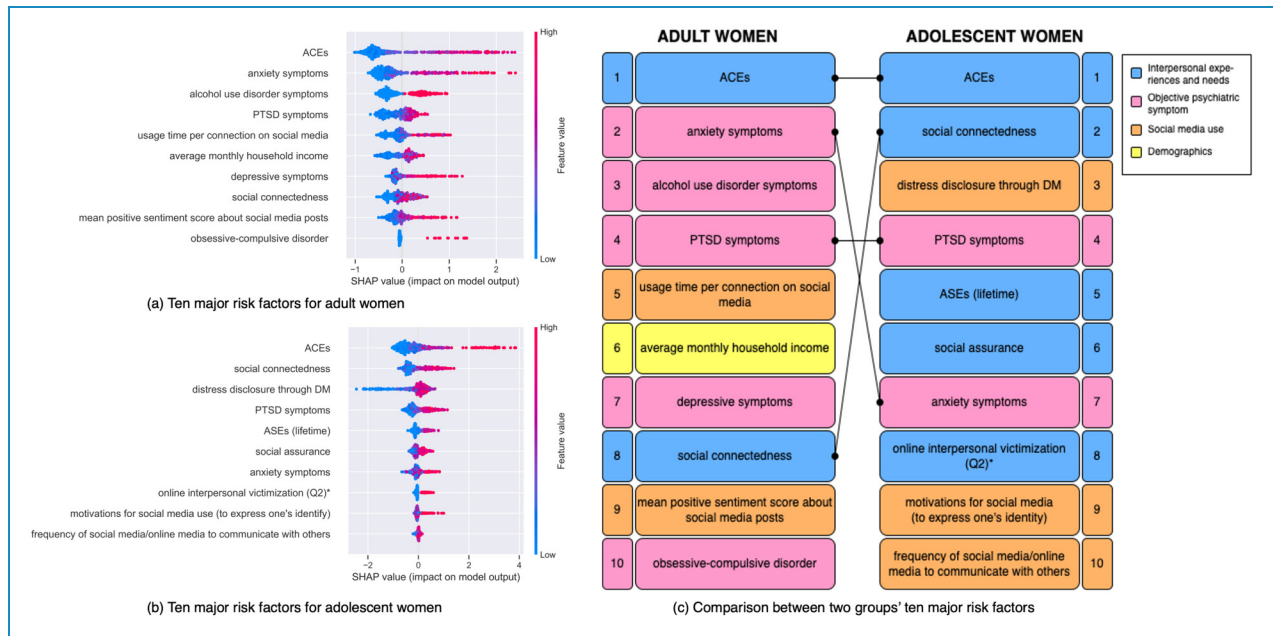 High
ACEs
anxiety symptoms
alcohol use disorder symptoms
PTSD symptoms
usage time per connection on social media
average monthly household income
depressive symptoms
social connectedness
mean positive sentiment score about social media posts
obsessive-compulsive disorder
Feature value
Low
−1 0 1 2
SHAP value (impact on model output)
(a) Ten major risk factors for adult women
High
ACEs
social connectedness
distress disclosure through DM
PTSD symptoms
ASEs (lifetime)
social assurance
anxiety symptoms
online interpersonal victimization (Q2)*
motivations for social media use (to express one's identify)
frequency of social media/online media to communicate with others
Feature value
Low
−2 0 2 4
SHAP value (impact on model output)
(b) Ten major risk factors for adolescent women
ADULT WOMEN
1 ACEs
2 anxiety symptoms
3 alcohol use disorder symptoms
4 PTSD symptoms
5 usage time per connection on social
media
6 average monthly household income
7 depressive symptoms
8 social connectedness
9 mean positive sentiment score about
social media posts
10 obsessive-compulsive disorder
ADOLESCENT WOMEN
ACEs 1
social connectedness 2
distress disclosure through DM 3
PTSD symptoms 4
ASEs (lifetime) 5
social assurance 6
anxiety symptoms 7
online interpersonal victimization
(Q2)* 8
motivations for social media
(to express one's identity) 9
frequency of social media/online
media to communicate with others 10
Interpersonal expe-
riences and needs
Objective psychiatric
symptom
Social media use
Demographics
(c) Comparison between two groups' ten major risk factors